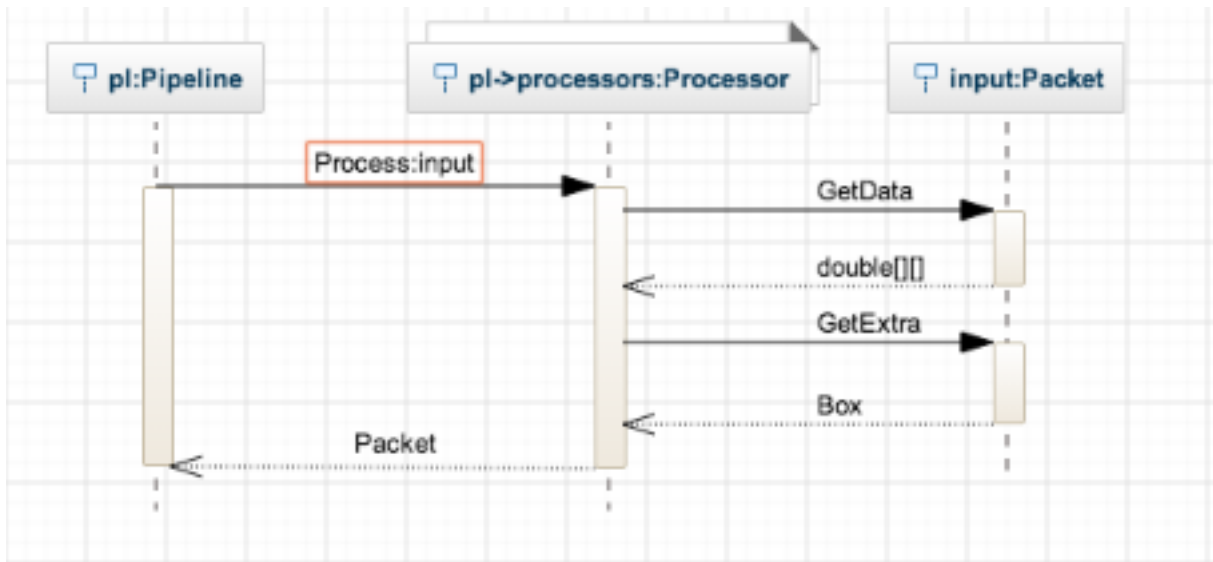 pl:Pipeline
pl->processors:Processor
input:Packet
Process:input
GetData
double[][]
GetExtra
Box
Packet